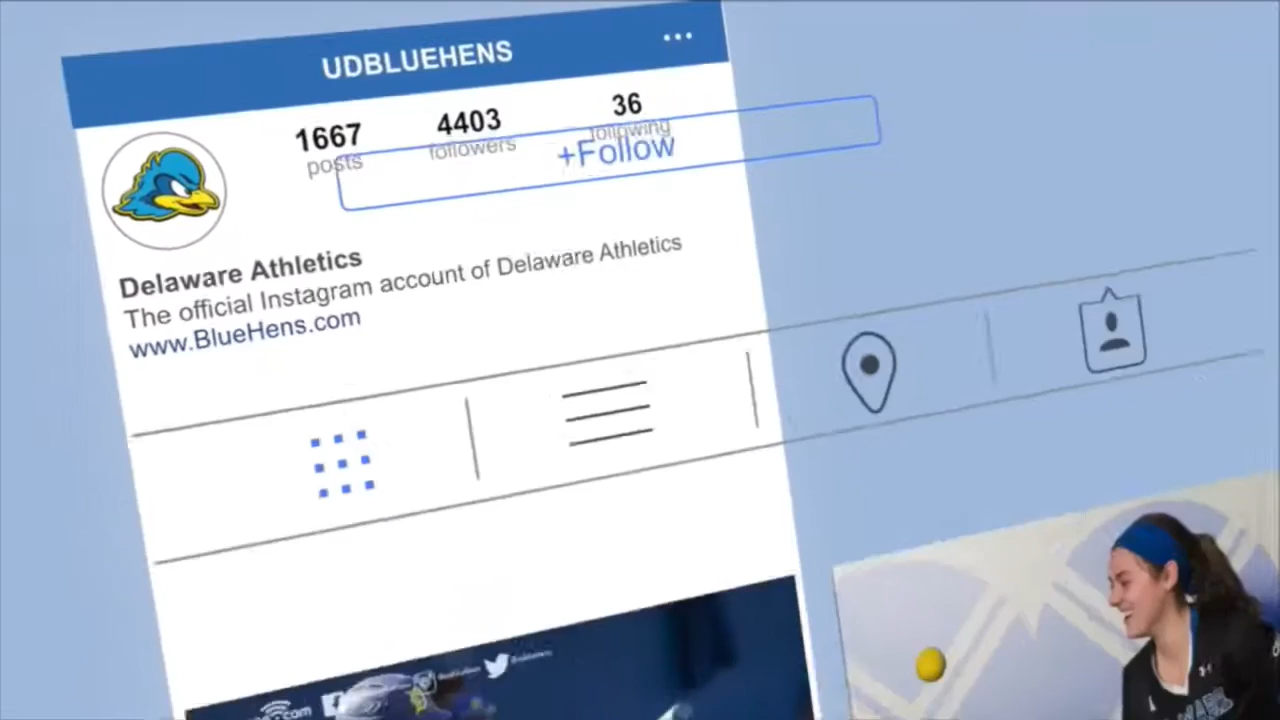 UDBLUEHENS
1667 4403 36
posts followers following
+Follow
Delaware Athletics
The official Instagram account of Delaware Athletics
www.BlueHens.com